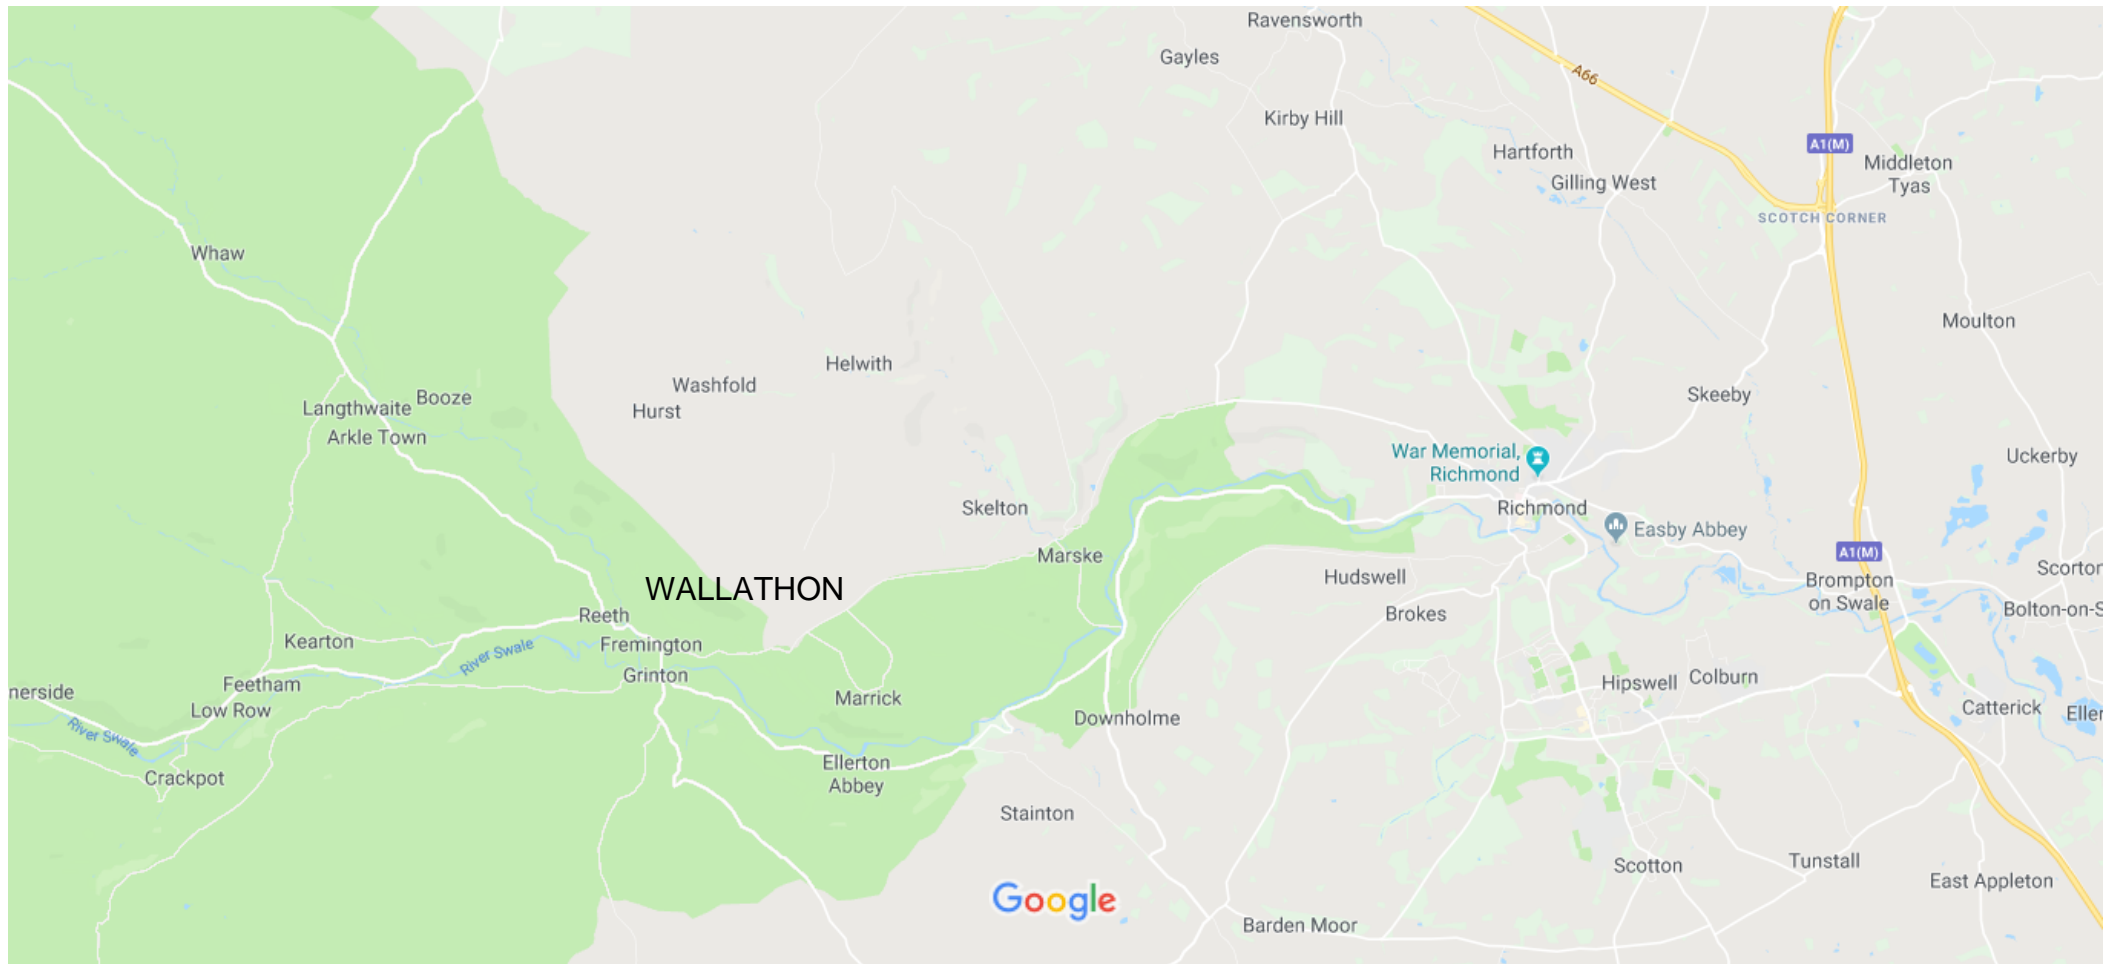 Ravensworth
Gayles
A66
Kirby Hill
A1(M)
Hartforth
Middleton
Tyas
Gilling West
SCOTCH CORNER
Whaw
Moulton
Helwith
Washfold
Hurst
Booze
Langthwaite
Arkle Town
Skeeby
War Memorial,
Richmond
Uckerby
Skelton
Richmond
Easby Abbey
Marske
A1(M)
Scorton
Hudswell
Brompton
on Swale
WALLATHON
Bolton-on-S
Reeth
Brokes
Kearton
Fremington
River Swale
Grinton
Feetham
Hipswell
Colburn
nerside
Marrick
Low Row
Catterick
Eller
Downholme
River Swale
Ellerton
Abbey
Crackpot
Stainton
Scotton
Tunstall
East Appleton
Google
Barden Moor